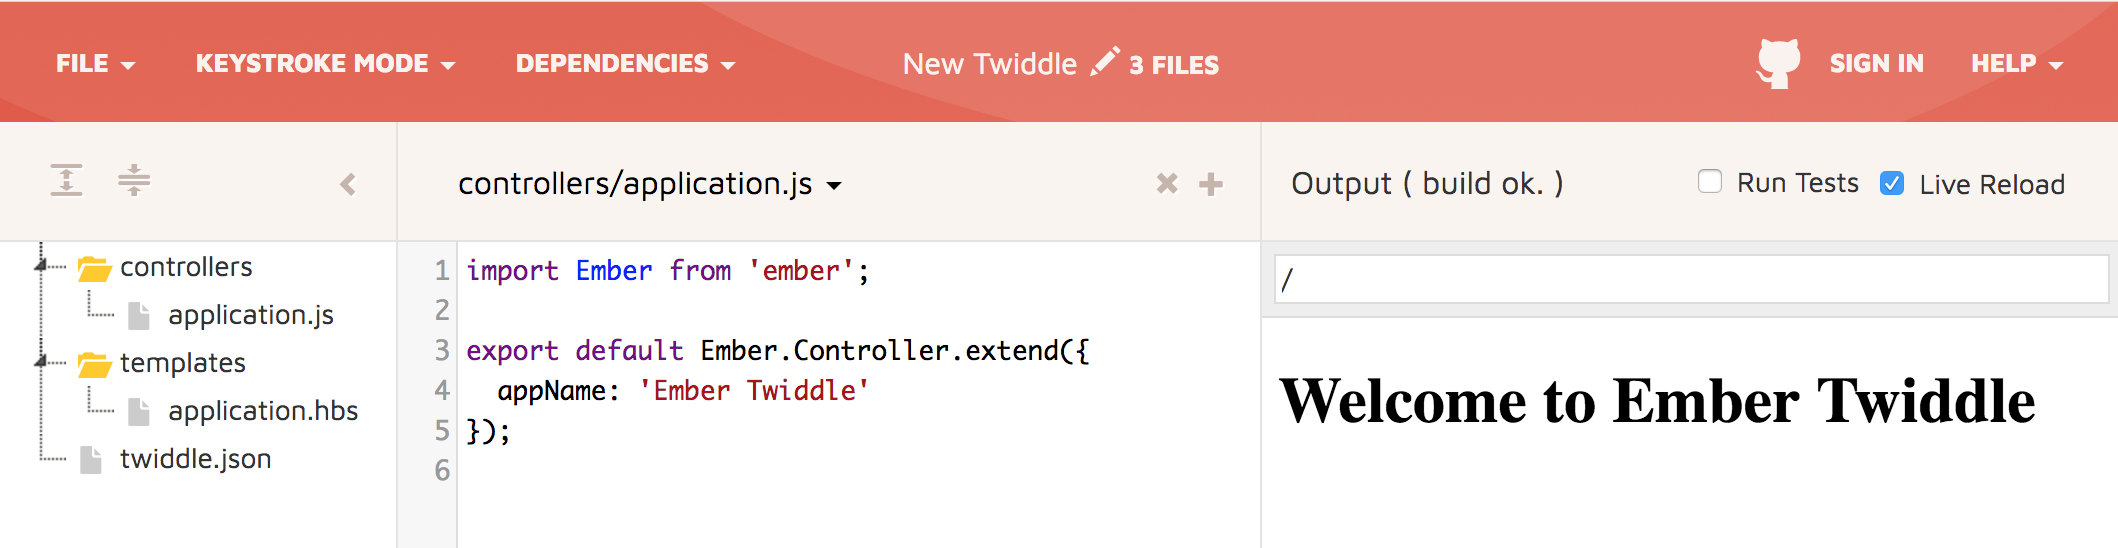 FILE KEYSTROKE MODE DEPENDENCIES New Twiddle 3 FILES SIGN IN HELP
controllers/application.js Output ( build ok. ) Run Tests Live Reload
controllers
application.js
templates
application.hbs
twiddle.json
1 import Ember from 'ember';
2
3 export default Ember.Controller.extend({
4   appName: 'Ember Twiddle'
5 });
6
/
Welcome to Ember Twiddle